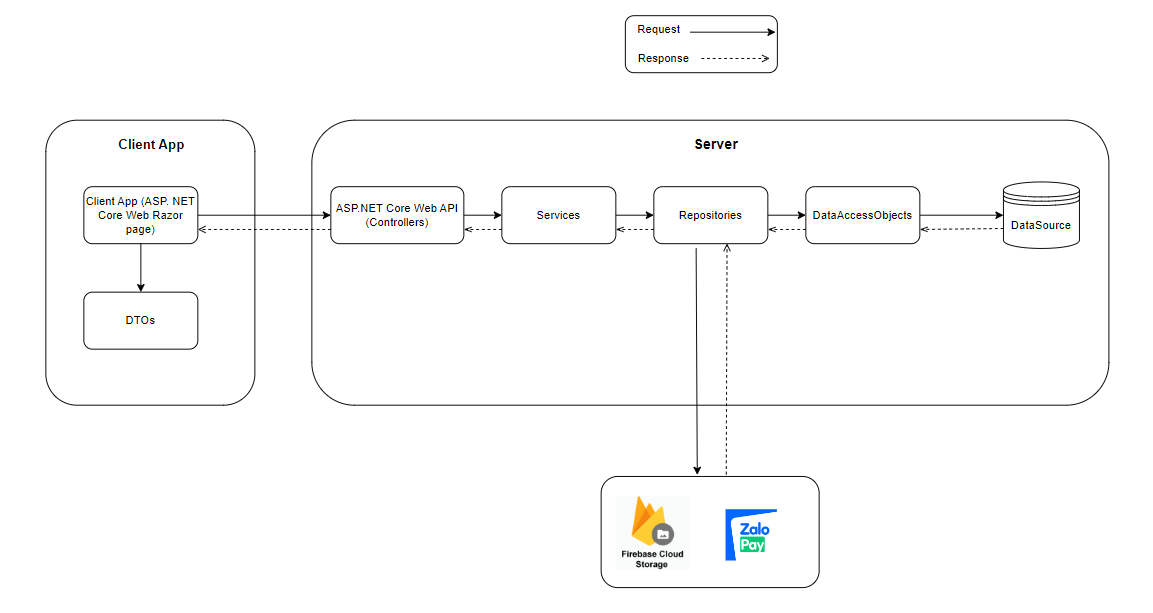 Request
Response
Client App
Server
Client App (ASP. NET
Core Web Razor
page)
ASP.NET Core Web API
(Controllers)
Services
Repositories
DataAccessObjects
DataSource
DTOs
Firebase Cloud
Storage
Zalo
Pay